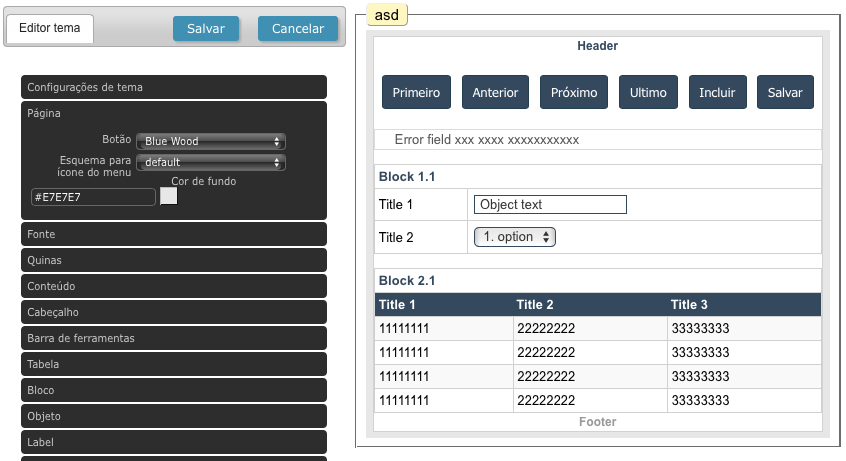 Editor tema
Salvar
Cancelar
Configurações de tema
Página
Botão
Blue Wood
Esquema para
ícone do menu
default
Cor de fundo
#E7E7E7
Fonte
Quinas
Conteúdo
Cabeçalho
Barra de ferramentas
Tabela
Bloco
Objeto
Label
asd
Header
Primeiro Anterior Próximo Ultimo Incluir Salvar
Error field xxx xxxx xxxxxxxxxxx
Block 1.1
Title 1 Object text
Title 2 1. option
Block 2.1
Title 1 Title 2 Title 3
11111111 22222222 33333333
11111111 22222222 33333333
11111111 22222222 33333333
11111111 22222222 33333333
Footer